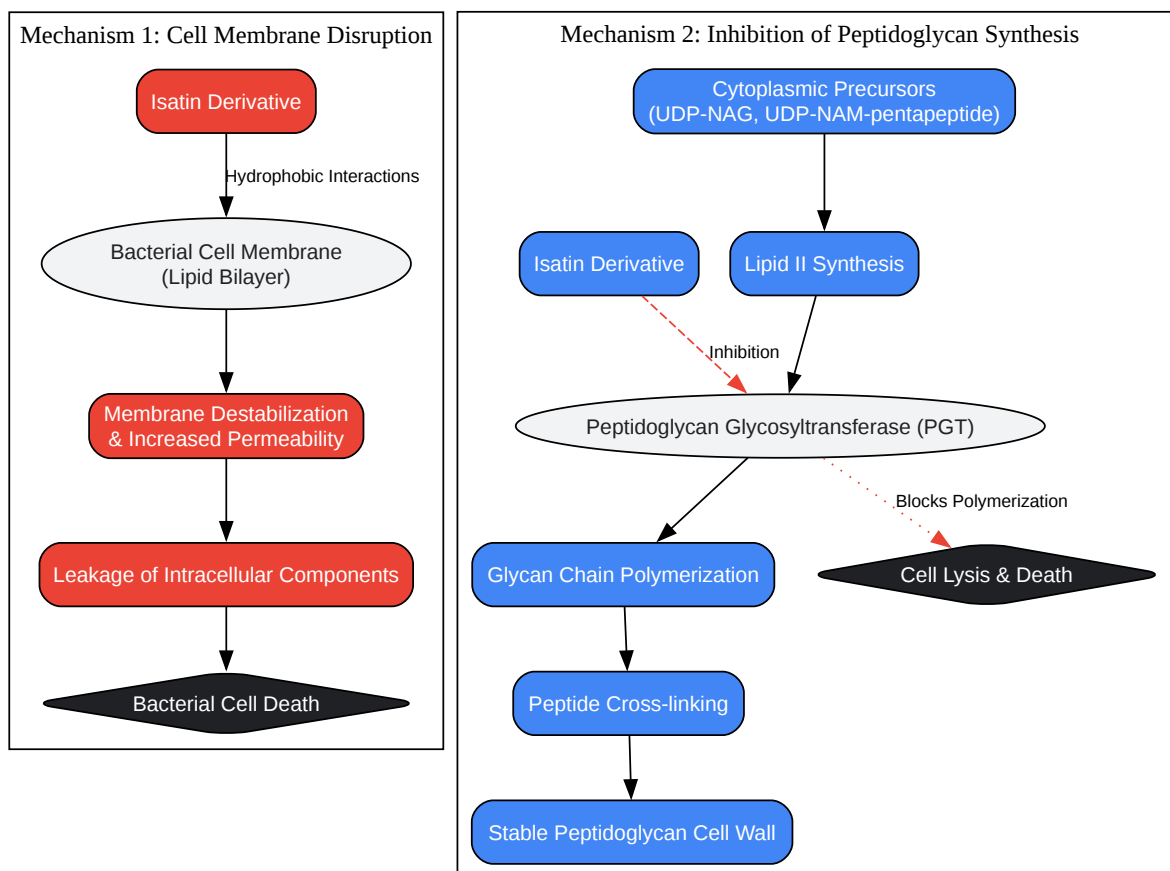 Mechanism 1: Cell Membrane Disruption
Isatin Derivative
Hydrophobic Interactions
Bacterial Cell Membrane
(Lipid Bilayer)
Membrane Destabilization
& Increased Permeability
Leakage of Intracellular Components
Bacterial Cell Death
Mechanism 2: Inhibition of Peptidoglycan Synthesis
Cytoplasmic Precursors
(UDP-NAG, UDP-NAM-pentapeptide)
Isatin Derivative
Lipid II Synthesis
Inhibition
Peptidoglycan Glycosyltransferase (PGT)
Blocks Polymerization
Glycan Chain Polymerization
Cell Lysis & Death
Peptide Cross-linking
Stable Peptidoglycan Cell Wall